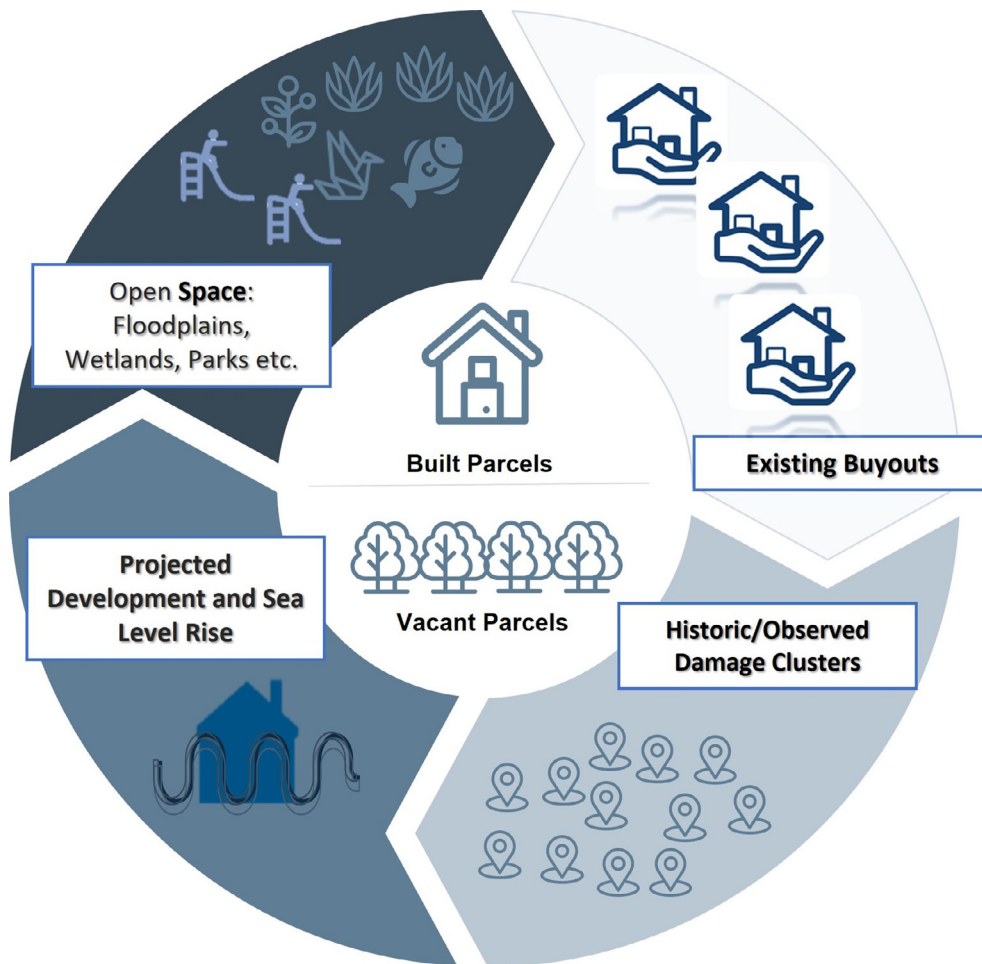 Open Space:
Floodplains,
Wetlands, Parks etc.
Built Parcels
Existing Buyouts
Projected
Development and Sea
Level Rise
Vacant Parcels
Historic/Observed
Damage Clusters